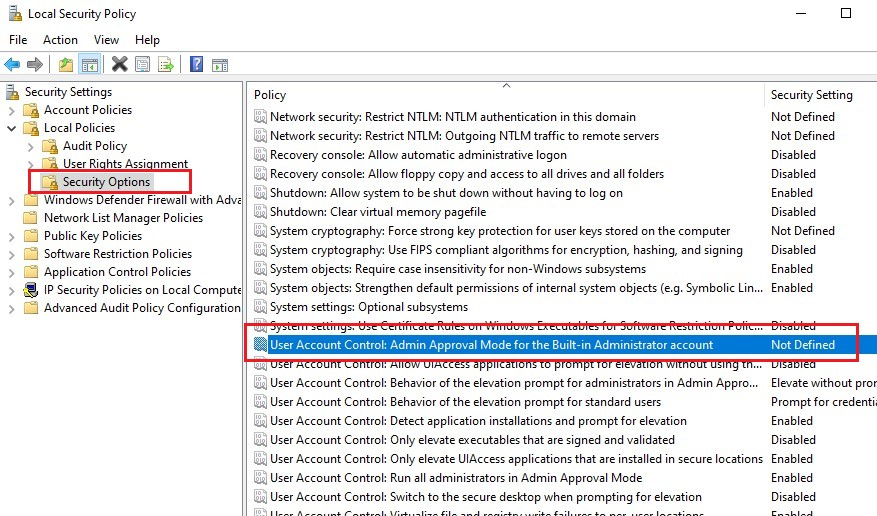 Local Security Policy
File Action View Help
Security Settings
Account Policies
Local Policies
Audit Policy
User Rights Assignment
Security Options
Windows Defender Firewall with Adva
Network List Manager Policies
Public Key Policies
Software Restriction Policies
Application Control Policies
IP Security Policies on Local Compute
Advanced Audit Policy Configuration
Policy Security Setting
Network security: Restrict NTLM: NTLM authentication in this domain Not Defined
Network security: Restrict NTLM: Outgoing NTLM traffic to remote servers Not Defined
Recovery console: Allow automatic administrative logon Disabled
Recovery console: Allow floppy copy and access to all drives and all folders Disabled
Shutdown: Allow system to be shut down without having to log on Enabled
Shutdown: Clear virtual memory pagefile Disabled
System cryptography: Force strong key protection for user keys stored on the computer Not Defined
System cryptography: Use FIPS compliant algorithms for encryption, hashing, and signing Disabled
System objects: Require case insensitivity for non-Windows subsystems Enabled
System objects: Strengthen default permissions of internal system objects (e.g. Symbolic Lin... Enabled
System settings: Optional subsystems
System settings: Use Certificate Rules on Windows Executables for Software Restriction Polic... Disabled
User Account Control: Admin Approval Mode for the Built-in Administrator account Not Defined
User Account Control: Allow UIAccess applications to prompt for elevation without using th... Disabled
User Account Control: Behavior of the elevation prompt for administrators in Admin Appro... Elevate without pron
User Account Control: Behavior of the elevation prompt for standard users Prompt for credentia
User Account Control: Detect application installations and prompt for elevation Enabled
User Account Control: Only elevate executables that are signed and validated Disabled
User Account Control: Only elevate UIAccess applications that are installed in secure locations Enabled
User Account Control: Run all administrators in Admin Approval Mode Enabled
User Account Control: Switch to the secure desktop when prompting for elevation Disabled
User Account Control: Virtualize file and registry write failures to per-user locations Enabled